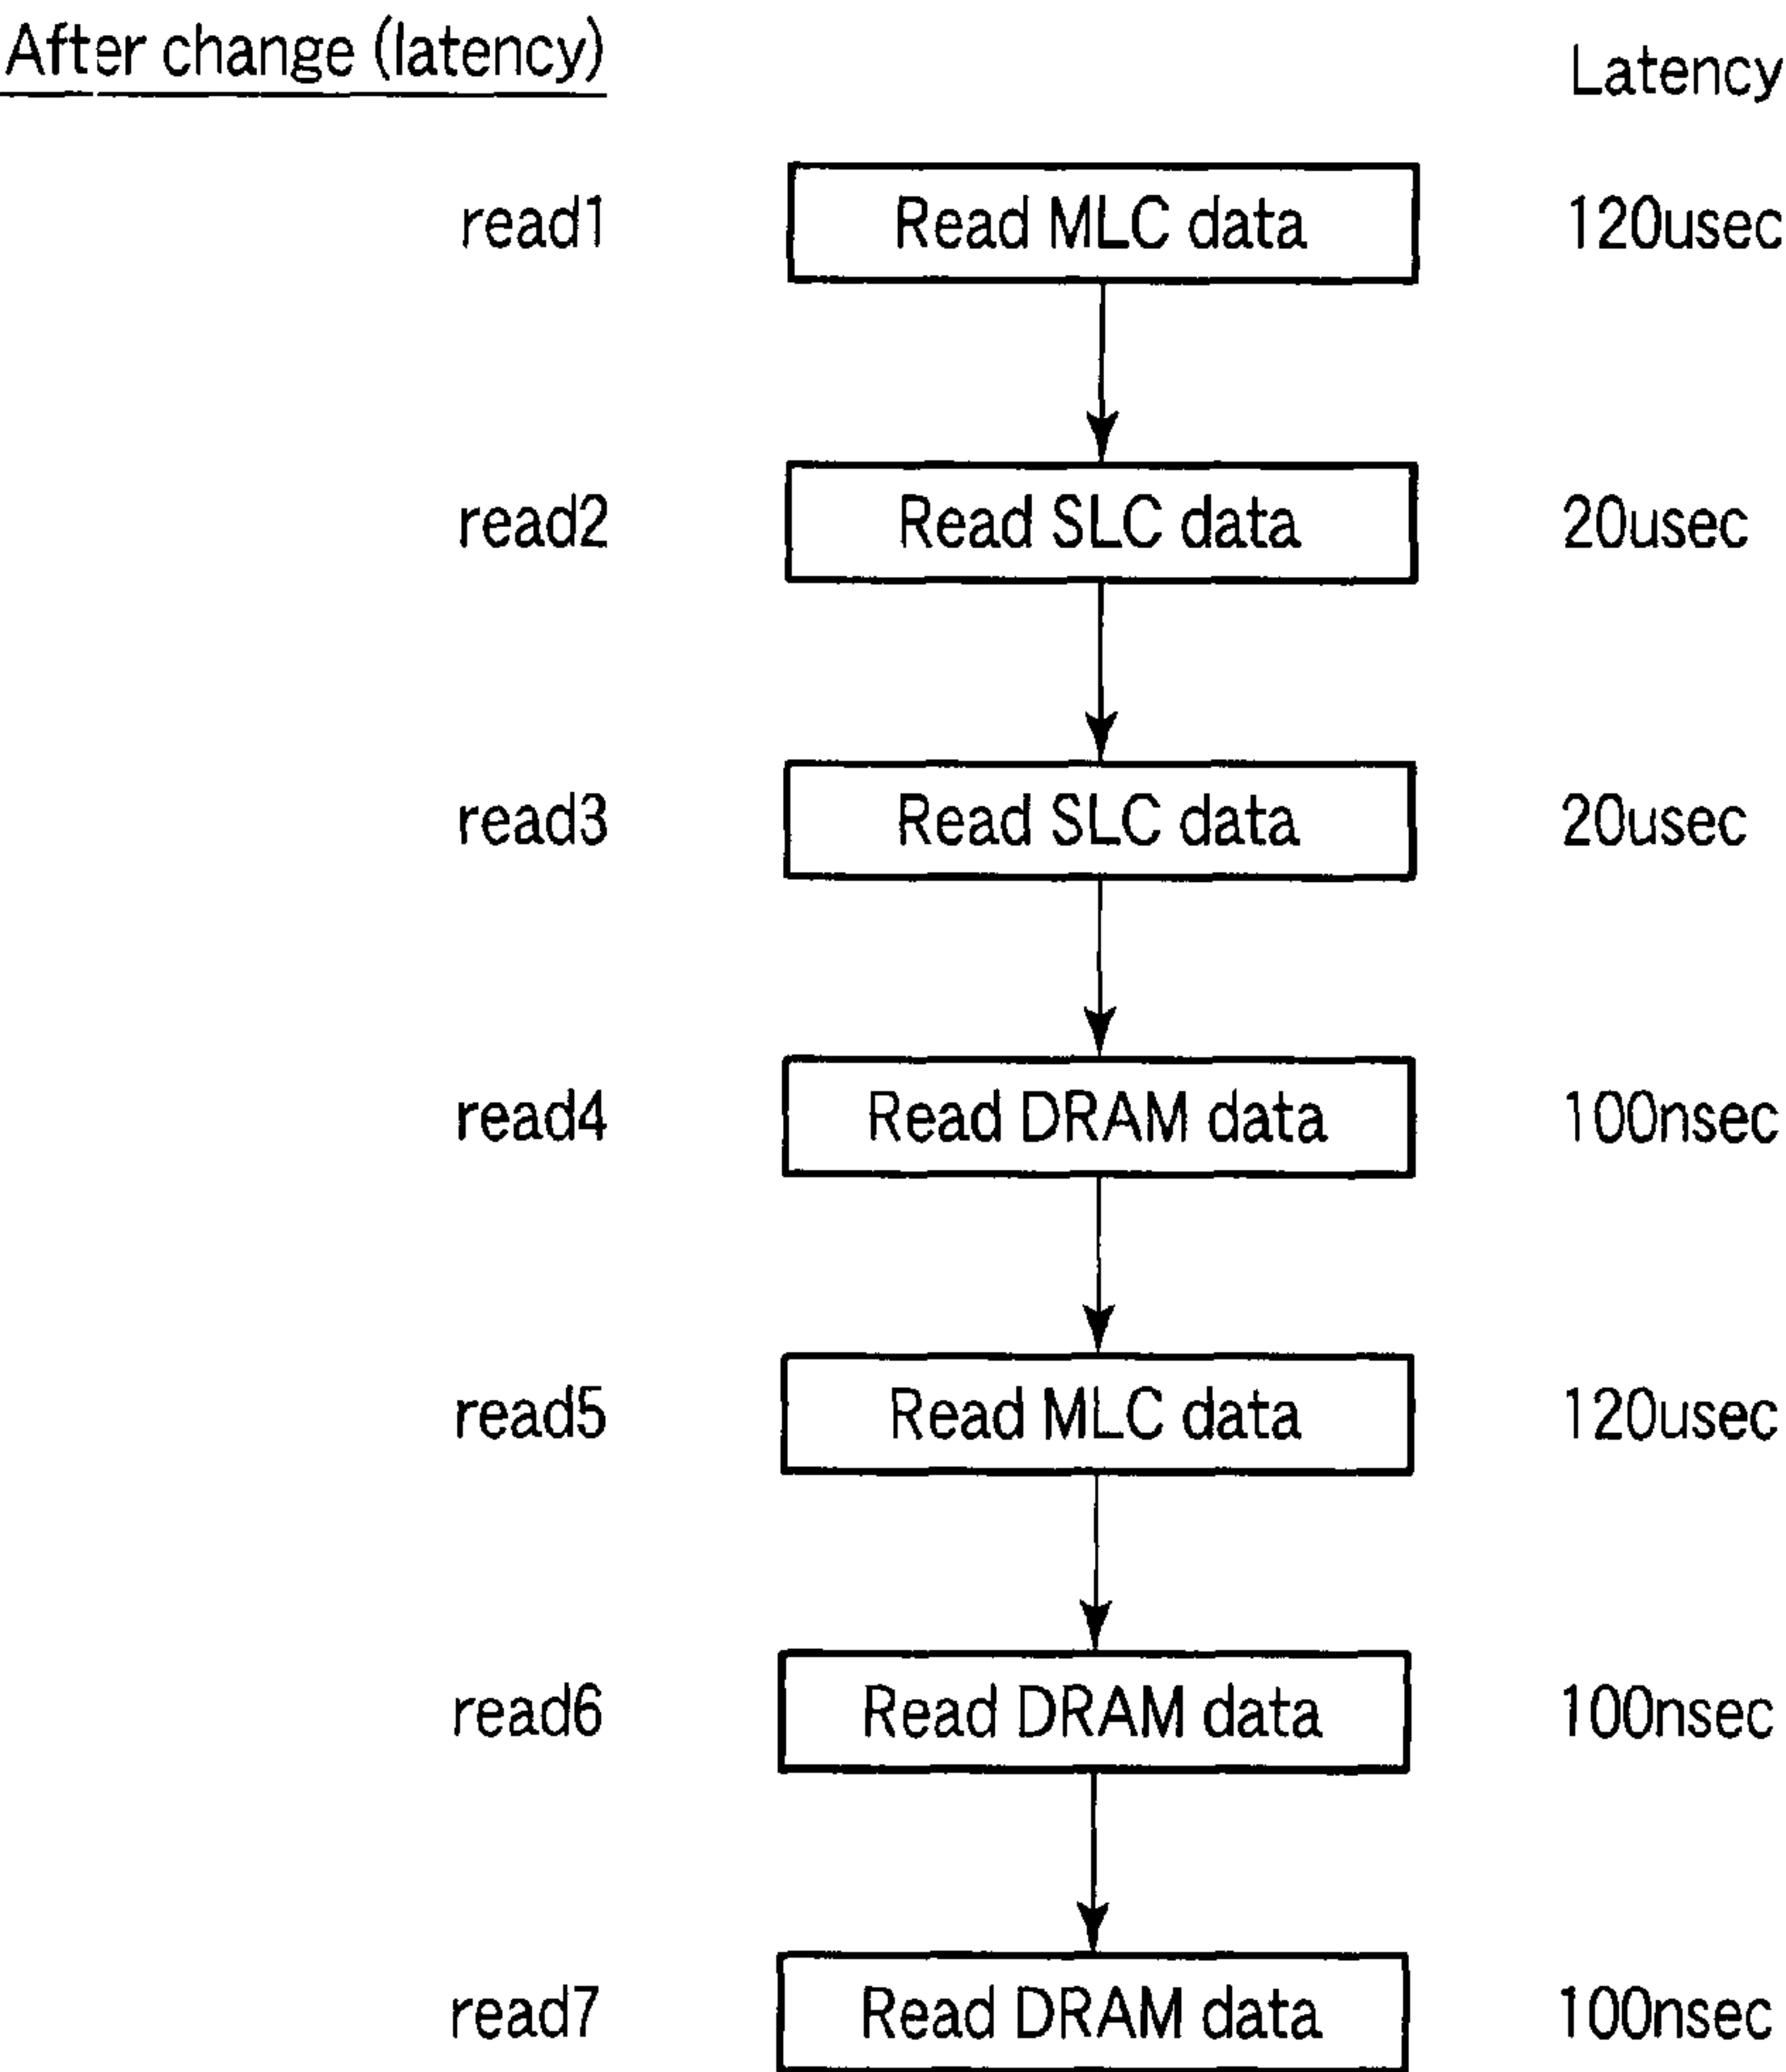 After change (latency)
Latency
read1 Read MLC data 120usec
read2 Read SLC data 20usec
read3 Read SLC data 20usec
read4 Read DRAM data 100nsec
read5 Read MLC data 120usec
read6 Read DRAM data 100nsec
read7 Read DRAM data 100nsec